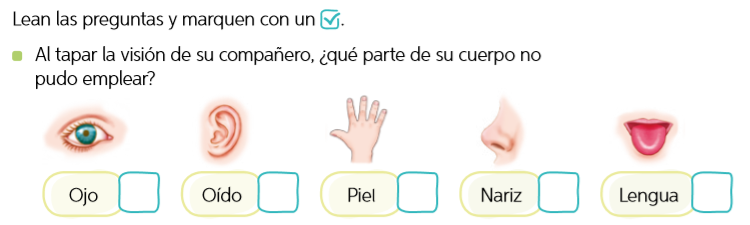 Lean las preguntas y marquen con un ☑.
Al tapar la visión de su compañero, ¿qué parte de su cuerpo no
pudo emplear?
Ojo Oído Piel Nariz Lengua